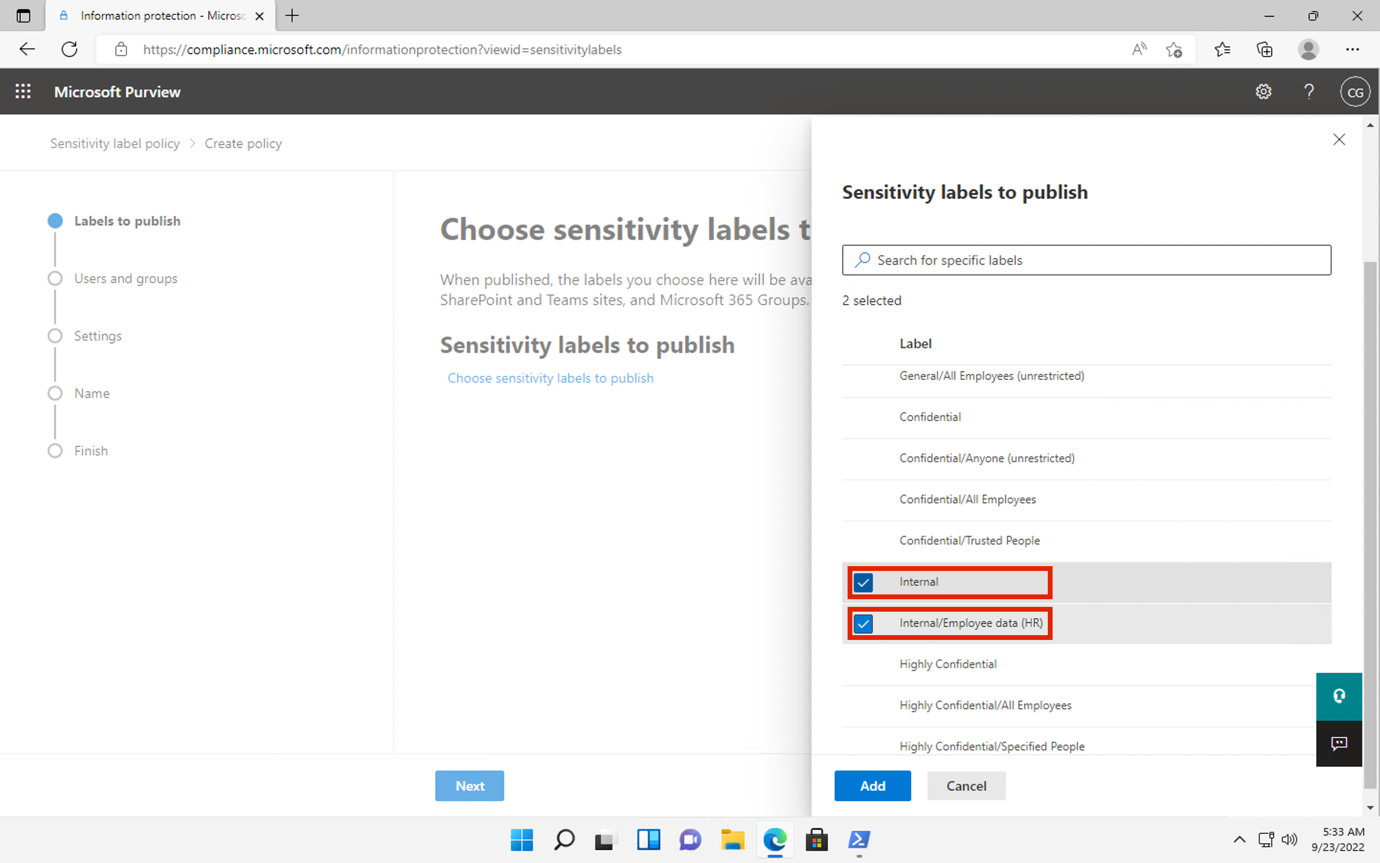 Information protection - Micros
https://compliance.microsoft.com/informationprotection?viewid=sensitivitylabels
Microsoft Purview
CG
Sensitivity label policy > Create policy
Labels to publish
Users and groups
Settings
Name
Finish
Choose sensitivity labels t
When published, the labels you choose here will be ava
SharePoint and Teams sites, and Microsoft 365 Groups.
Sensitivity labels to publish
Choose sensitivity labels to publish
Next
Sensitivity labels to publish
Search for specific labels
2 selected
Label
General/All Employees (unrestricted)
Confidential
Confidential/Anyone (unrestricted)
Confidential/All Employees
Confidential/Trusted People
Internal
Internal/Employee data (HR)
Highly Confidential
Highly Confidential/All Employees
Highly Confidential/Specified People
Add
Cancel
5:33 AM
9/23/2022